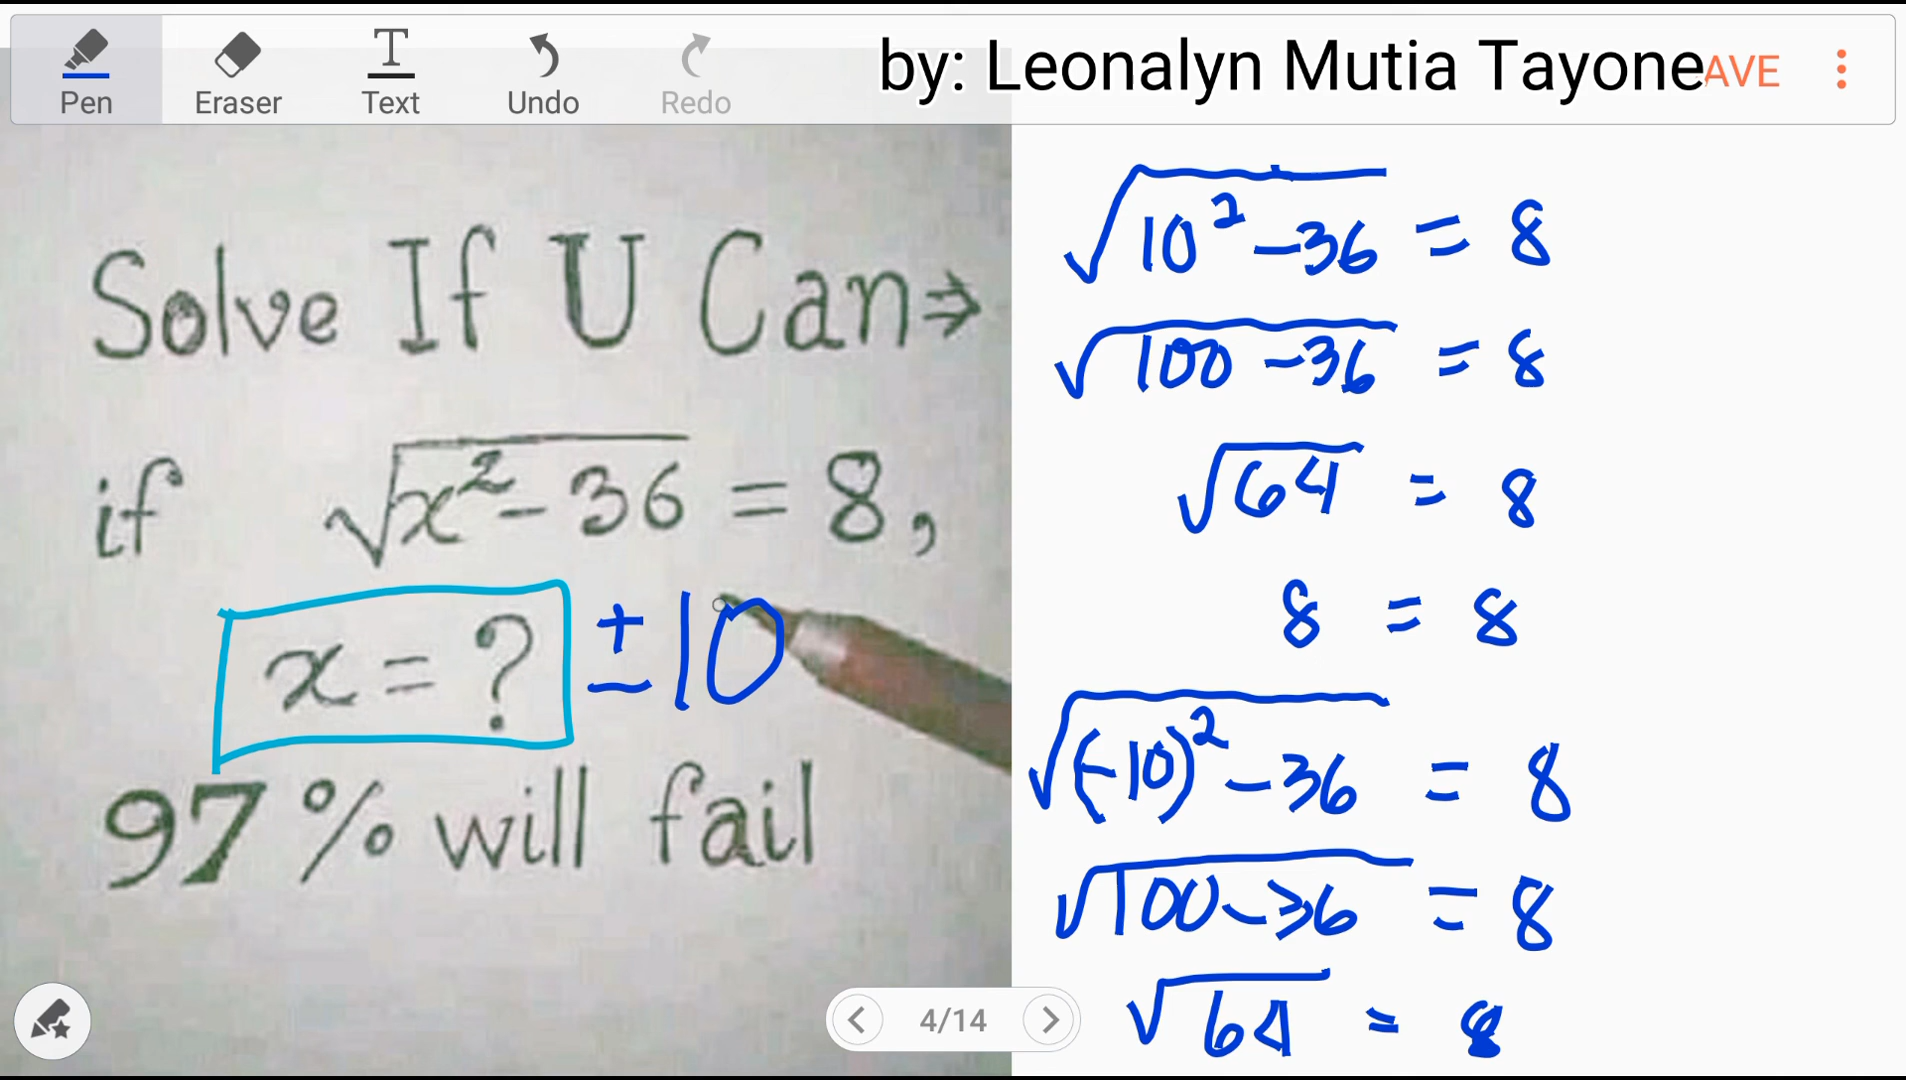 Pen Eraser Text Undo Redo by: Leonalyn Mutia Tayone AVE
Solve If U Can⇒
if √x²-36 = 8,
x = ? ±10
97% will fail
√10²-36 = 8
√100-36 = 8
√64 = 8
8 = 8
√(-10)²-36 = 8
√100-36 = 8
√64 = 8
4/14